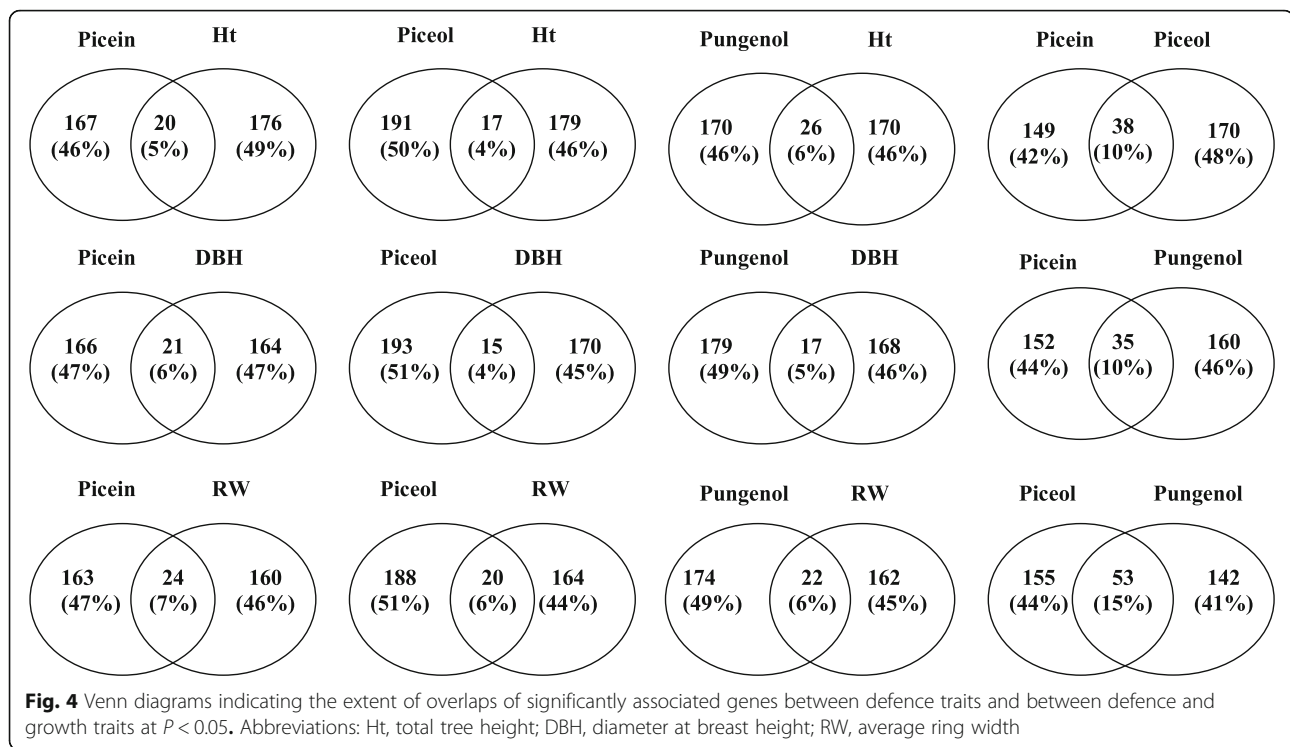 Picein Ht Piceol Ht Pungenol Ht Picein Piceol
167 20 176 191 17 179 170 26 170 149 38 170
(46%) (5%) (49%) (50%) (4%) (46%) (46%) (6%) (46%) (42%) (10%) (48%)
Picein DBH Piceol DBH Pungenol DBH Picein Pungenol
166 21 164 193 15 170 179 17 168 152 35 160
(47%) (6%) (47%) (51%) (4%) (45%) (49%) (5%) (46%) (44%) (10%) (46%)
Picein RW Piceol RW Pungenol RW Piceol Pungenol
163 24 160 188 20 164 174 22 162 155 53 142
(47%) (7%) (46%) (51%) (6%) (44%) (49%) (6%) (45%) (44%) (15%) (41%)
Fig. 4 Venn diagrams indicating the extent of overlaps of significantly associated genes between defence traits and between defence and
growth traits at P < 0.05. Abbreviations: Ht, total tree height; DBH, diameter at breast height; RW, average ring width